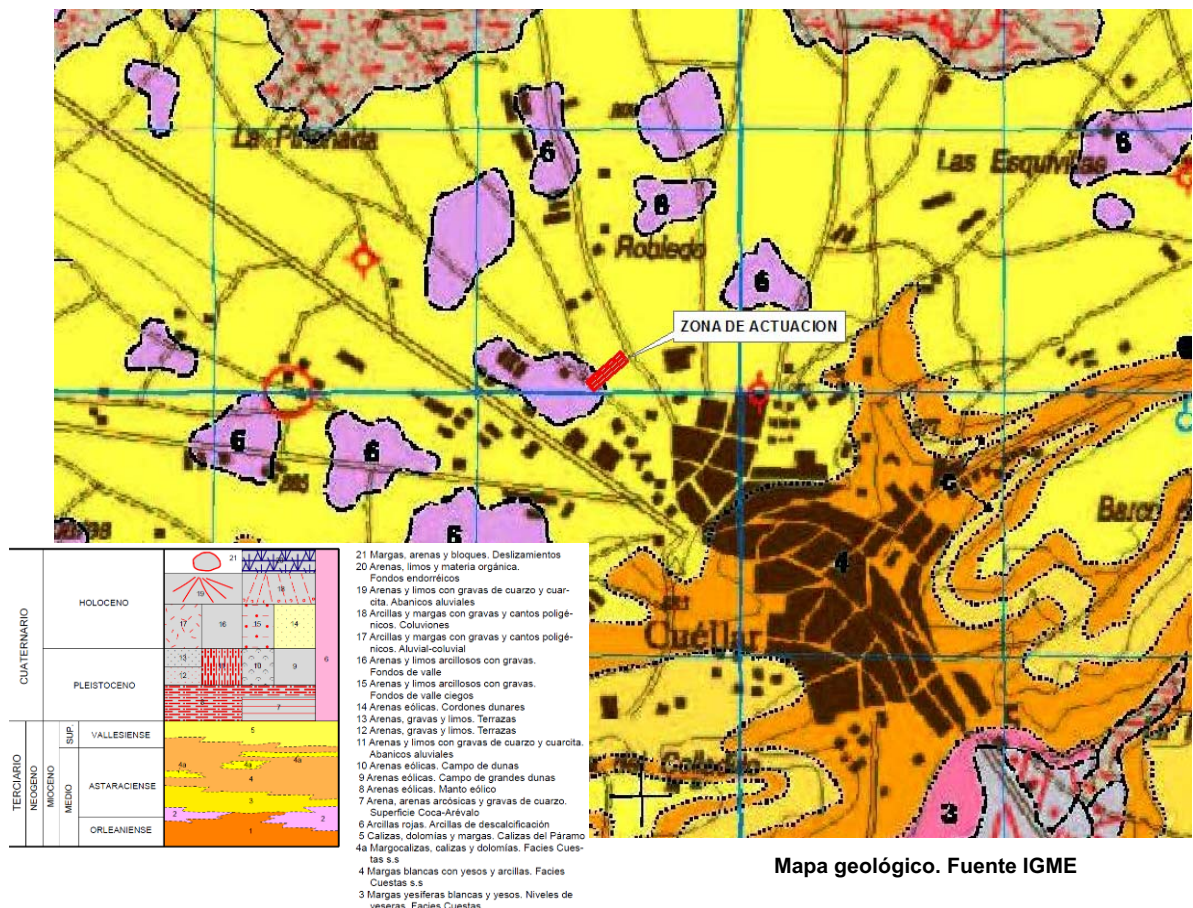 La Pinonada
6
6
Las Esquivillas
6
6
Robledo
6
ZONA DE ACTUACION
6
6
6
4
Cuéllar
3
Mapa geológico. Fuente IGME
CUATERNARIO
HOLOCENO
PLEISTOCENO
TERCIARIO
NEOGENO
MIOCENO
SUP.
MEDIO
VALLESIENSE
ASTARACIENSE
ORLEANIENSE
21
19
18
17
16
15
14
13
12
10
9
6
7
5
4a
4a
4a
4
3
2
2
1
21 Margas, arenas y bloques. Deslizamientos
20 Arenas, limos y materia orgánica.
Fondos endorréicos
19 Arenas y limos con gravas de cuarzo y cuar-
cita. Abanicos aluviales
18 Arcillas y margas con gravas y cantos poligé-
nicos. Coluviones
17 Arcillas y margas con gravas y cantos poligé-
nicos. Aluvial-coluvial
16 Arenas y limos arcillosos con gravas.
Fondos de valle
15 Arenas y limos arcillosos con gravas.
Fondos de valle ciegos
14 Arenas eólicas. Cordones dunares
13 Arenas, gravas y limos. Terrazas
12 Arenas, gravas y limos. Terrazas
11 Arenas y limos con gravas de cuarzo y cuarcita.
Abanicos aluviales
10 Arenas eólicas. Campo de dunas
9 Arenas eólicas. Campo de grandes dunas
8 Arenas eólicas. Manto eólico
7 Arena, arenas arcósicas y gravas de cuarzo.
Superficie Coca-Arévalo
6 Arcillas rojas. Arcillas de descalcificación
5 Calizas, dolomías y margas. Calizas del Páramo
4a Margocalizas, calizas y dolomías. Facies Cues-
tas s.s
4 Margas blancas con yesos y arcillas. Facies
Cuestas s.s
3 Margas yesíferas blancas y yesos. Niveles de
yeseras. Facies Cuestas